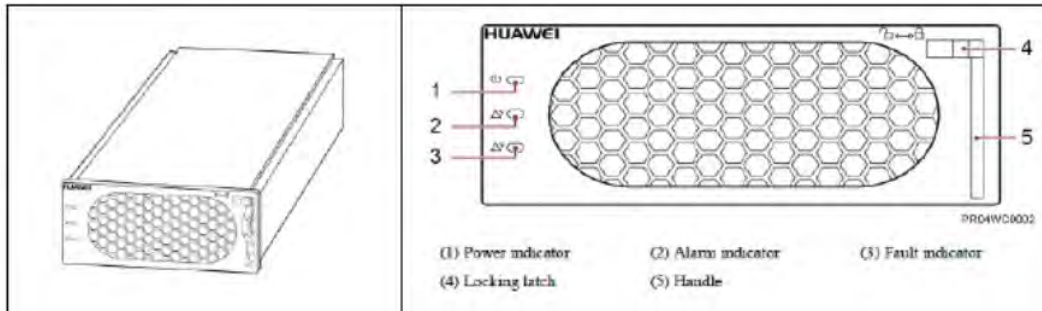 HUAWEI
HUAWEI
1
2
3
4
5
PR04WC0002
(1) Power indicator (2) Alarm indicator (3) Fault indicator
(4) Locking latch (5) Handle